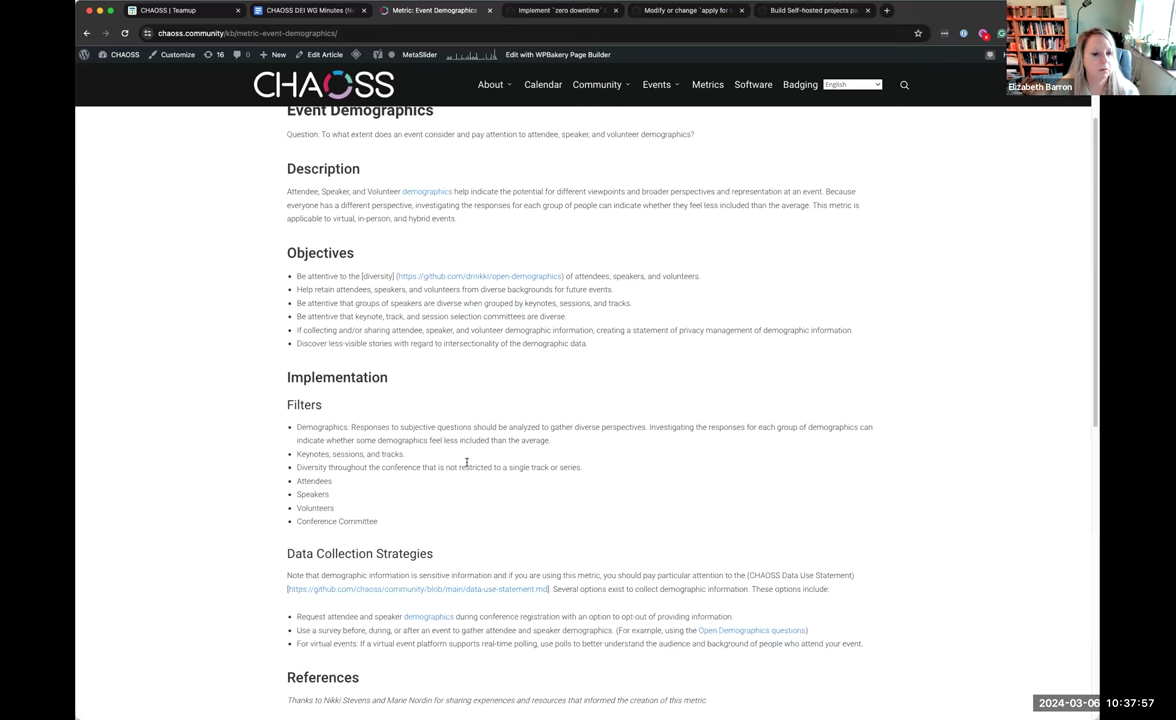 CHAOSS | Teamup
CHAOSS DEI WG Minutes (N
Metric: Event Demographics
Implement `zero downtime`
Modify or change `apply for
Build Self-hosted projects pa
chaoss.community/kb/metric-event-demographics/
CHAOSS
Customize
16
0
New
Edit Article
MetaSlider
Edit with WPBakery Page Builder
Elizabeth Barron
CHAOSS
About
Calendar
Community
Events
Metrics
Software
Badging
English
Event Demographics
Question: To what extent does an event consider and pay attention to attendee, speaker, and volunteer demographics?
Description
Attendee, Speaker, and Volunteer demographics help indicate the potential for different viewpoints and broader perspectives and representation at an event. Because
everyone has a different perspective, investigating the responses for each group of people can indicate whether they feel less included than the average. This metric is
applicable to virtual, in-person, and hybrid events.
Objectives
Be attentive to the [diversity] (https://github.com/drnikki/open-demographics) of attendees, speakers, and volunteers.
Help retain attendees, speakers, and volunteers from diverse backgrounds for future events.
Be attentive that groups of speakers are diverse when grouped by keynotes, sessions, and tracks.
Be attentive that keynote, track, and session selection committees are diverse.
If collecting and/or sharing attendee, speaker, and volunteer demographic information, creating a statement of privacy management of demographic information.
Discover less-visible stories with regard to intersectionality of the demographic data.
Implementation
Filters
Demographics: Responses to subjective questions should be analyzed to gather diverse perspectives. Investigating the responses for each group of demographics can
indicate whether some demographics feel less included than the average.
Keynotes, sessions, and tracks.
Diversity throughout the conference that is not restricted to a single track or series.
Attendees
Speakers
Volunteers
Conference Committee
Data Collection Strategies
Note that demographic information is sensitive information and if you are using this metric, you should pay particular attention to the (CHAOSS Data Use Statement)
[https://github.com/chaoss/community/blob/main/data-use-statement.md]. Several options exist to collect demographic information. These options include:
Request attendee and speaker demographics during conference registration with an option to opt-out of providing information.
Use a survey before, during, or after an event to gather attendee and speaker demographics. (For example, using the Open Demographics questions)
For virtual events: If a virtual event platform supports real-time polling, use polls to better understand the audience and background of people who attend your event.
References
Thanks to Nikki Stevens and Marie Nordin for sharing experiences and resources that informed the creation of this metric.
2024-03-06 10:37:57